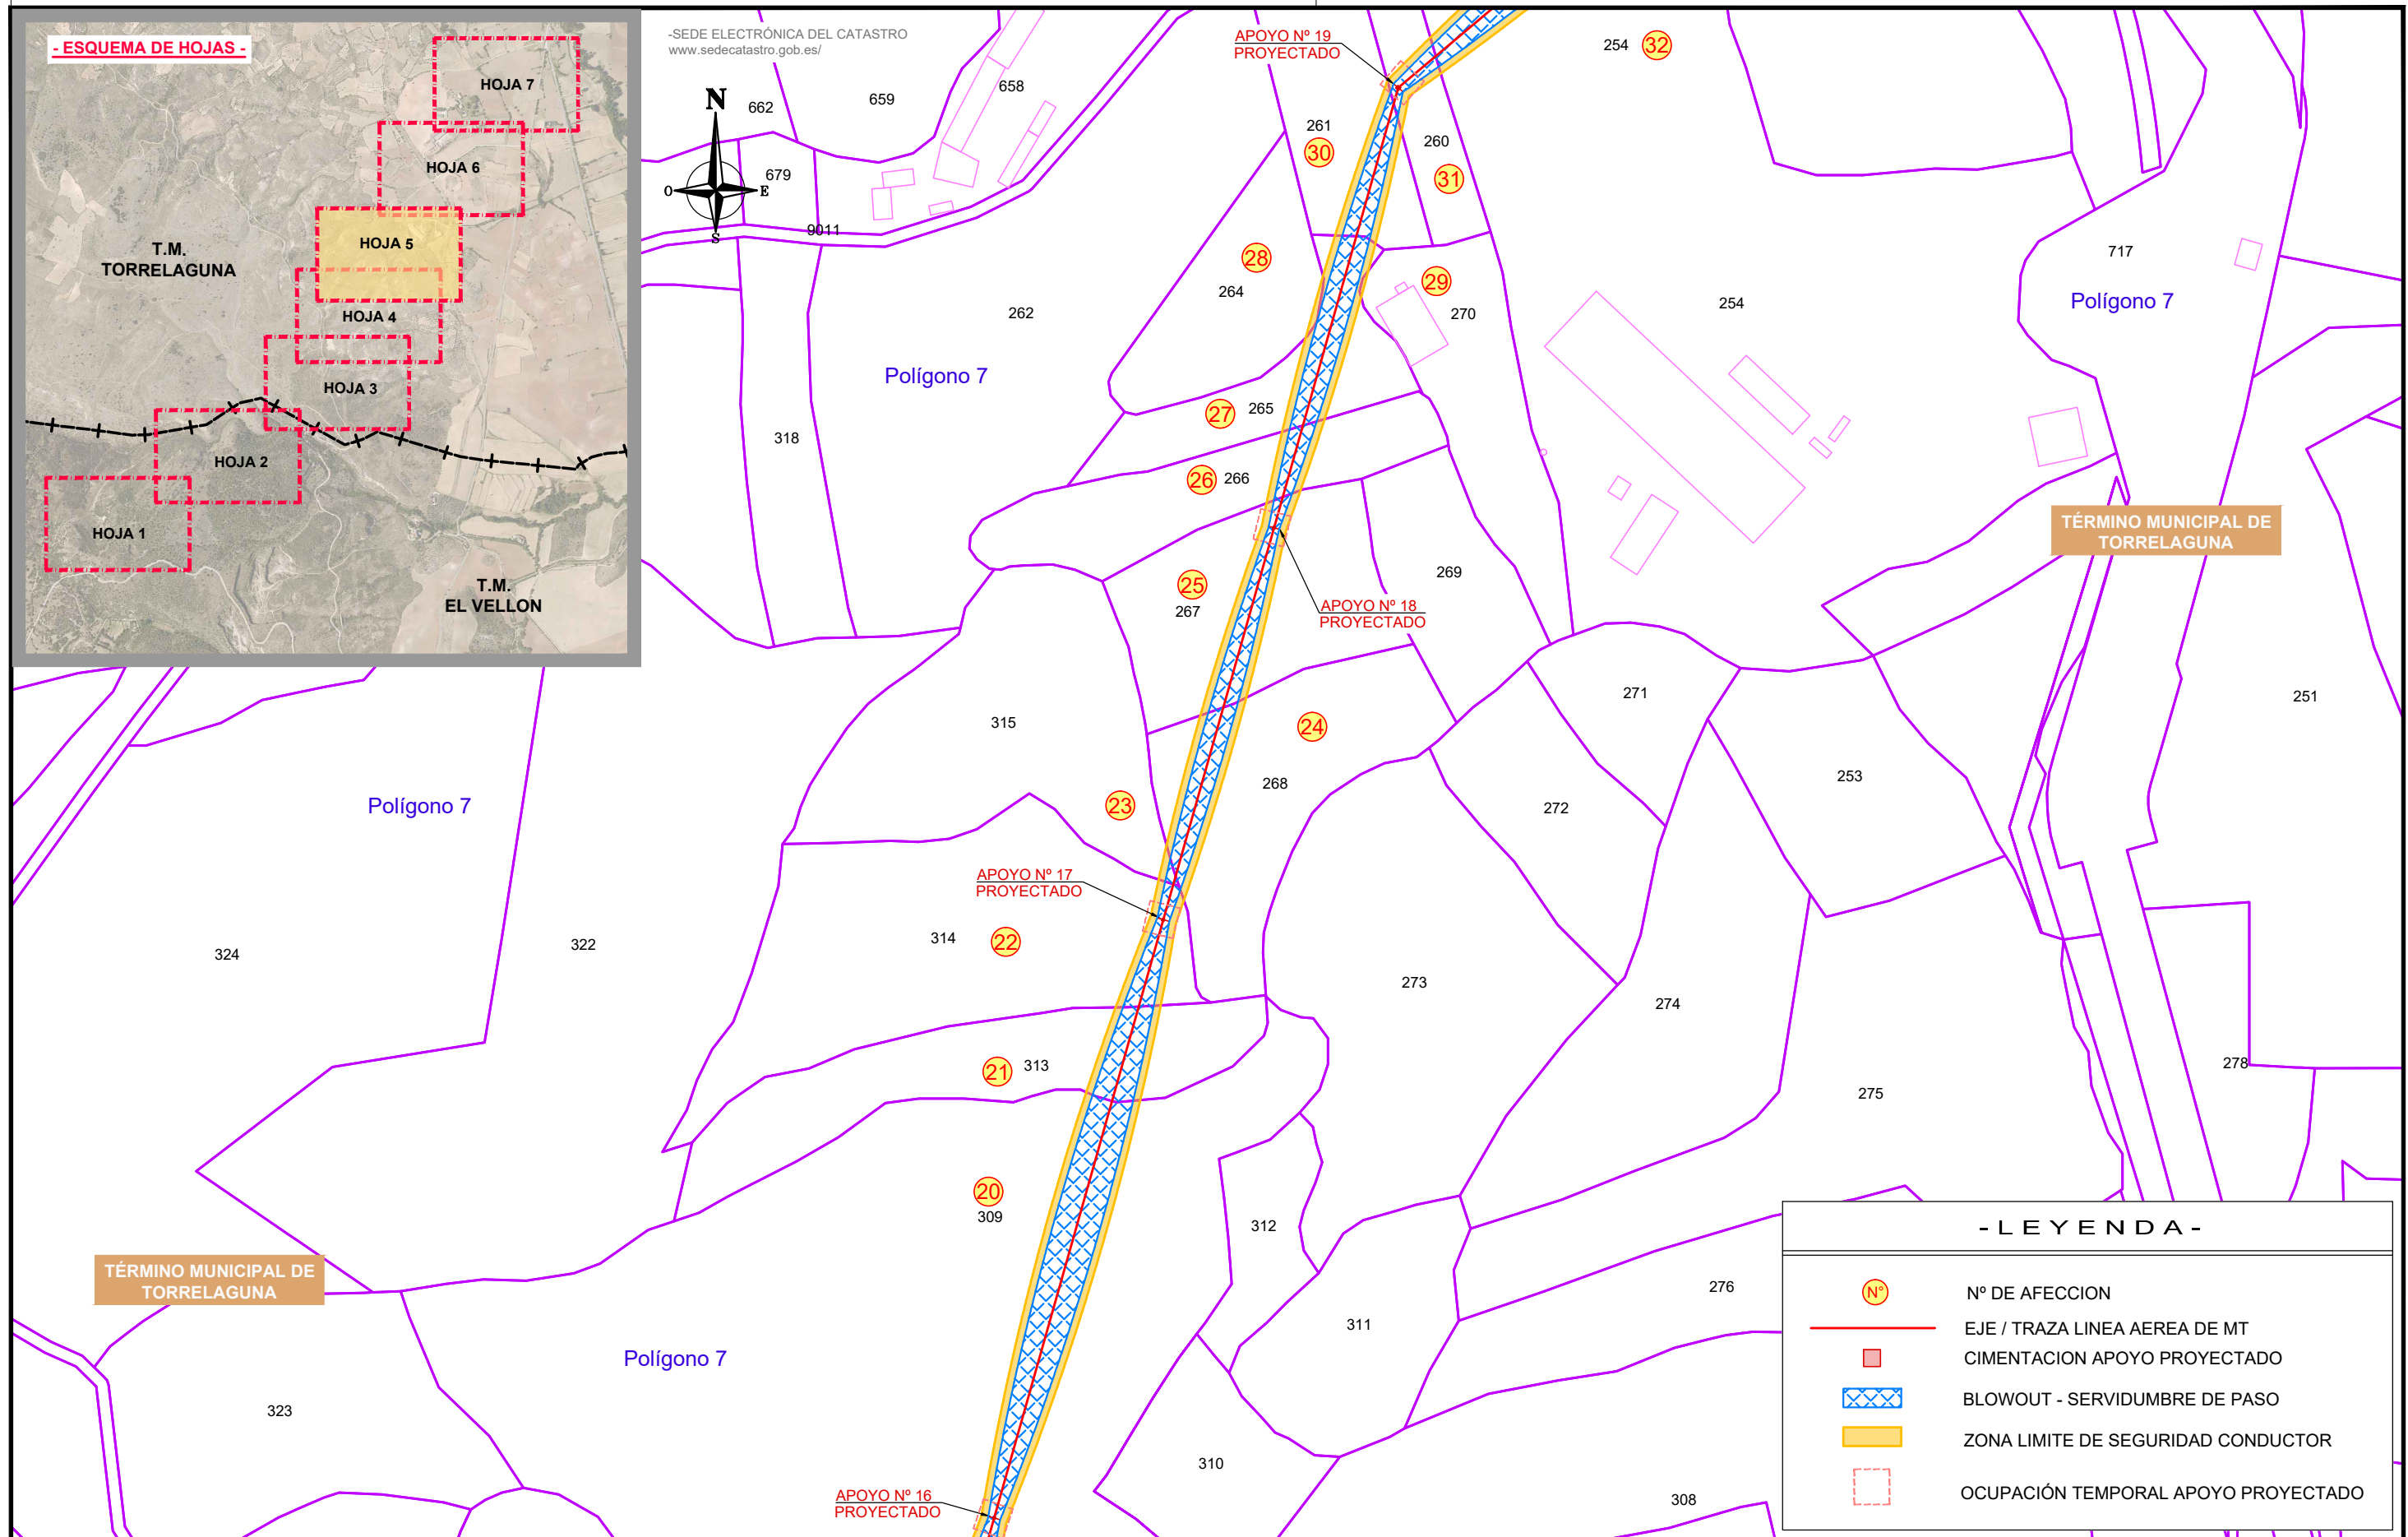 - ESQUEMA DE HOJAS -
HOJA 7
HOJA 6
HOJA 5
T.M.
TORRELAGUNA
HOJA 4
HOJA 3
HOJA 2
HOJA 1
T.M.
EL VELLON
-SEDE ELECTRÓNICA DEL CATASTRO
www.sedecatastro.gob.es/
N
O
E
S
662
659
658
679
9011
APOYO Nº 19
PROYECTADO
254
32
261
30
260
31
28
264
29
270
262
254
717
Polígono 7
Polígono 7
27
265
318
26
266
TÉRMINO MUNICIPAL DE
TORRELAGUNA
25
267
269
APOYO Nº 18
PROYECTADO
271
251
315
24
268
253
Polígono 7
23
272
APOYO Nº 17
PROYECTADO
314
22
324
322
273
274
21
313
278
275
20
309
312
TÉRMINO MUNICIPAL DE
TORRELAGUNA
276
311
Polígono 7
323
310
APOYO Nº 16
PROYECTADO
308
-LEYENDA-
Nº
Nº DE AFECCION
EJE / TRAZA LINEA AEREA DE MT
CIMENTACION APOYO PROYECTADO
BLOWOUT - SERVIDUMBRE DE PASO
ZONA LIMITE DE SEGURIDAD CONDUCTOR
OCUPACIÓN TEMPORAL APOYO PROYECTADO